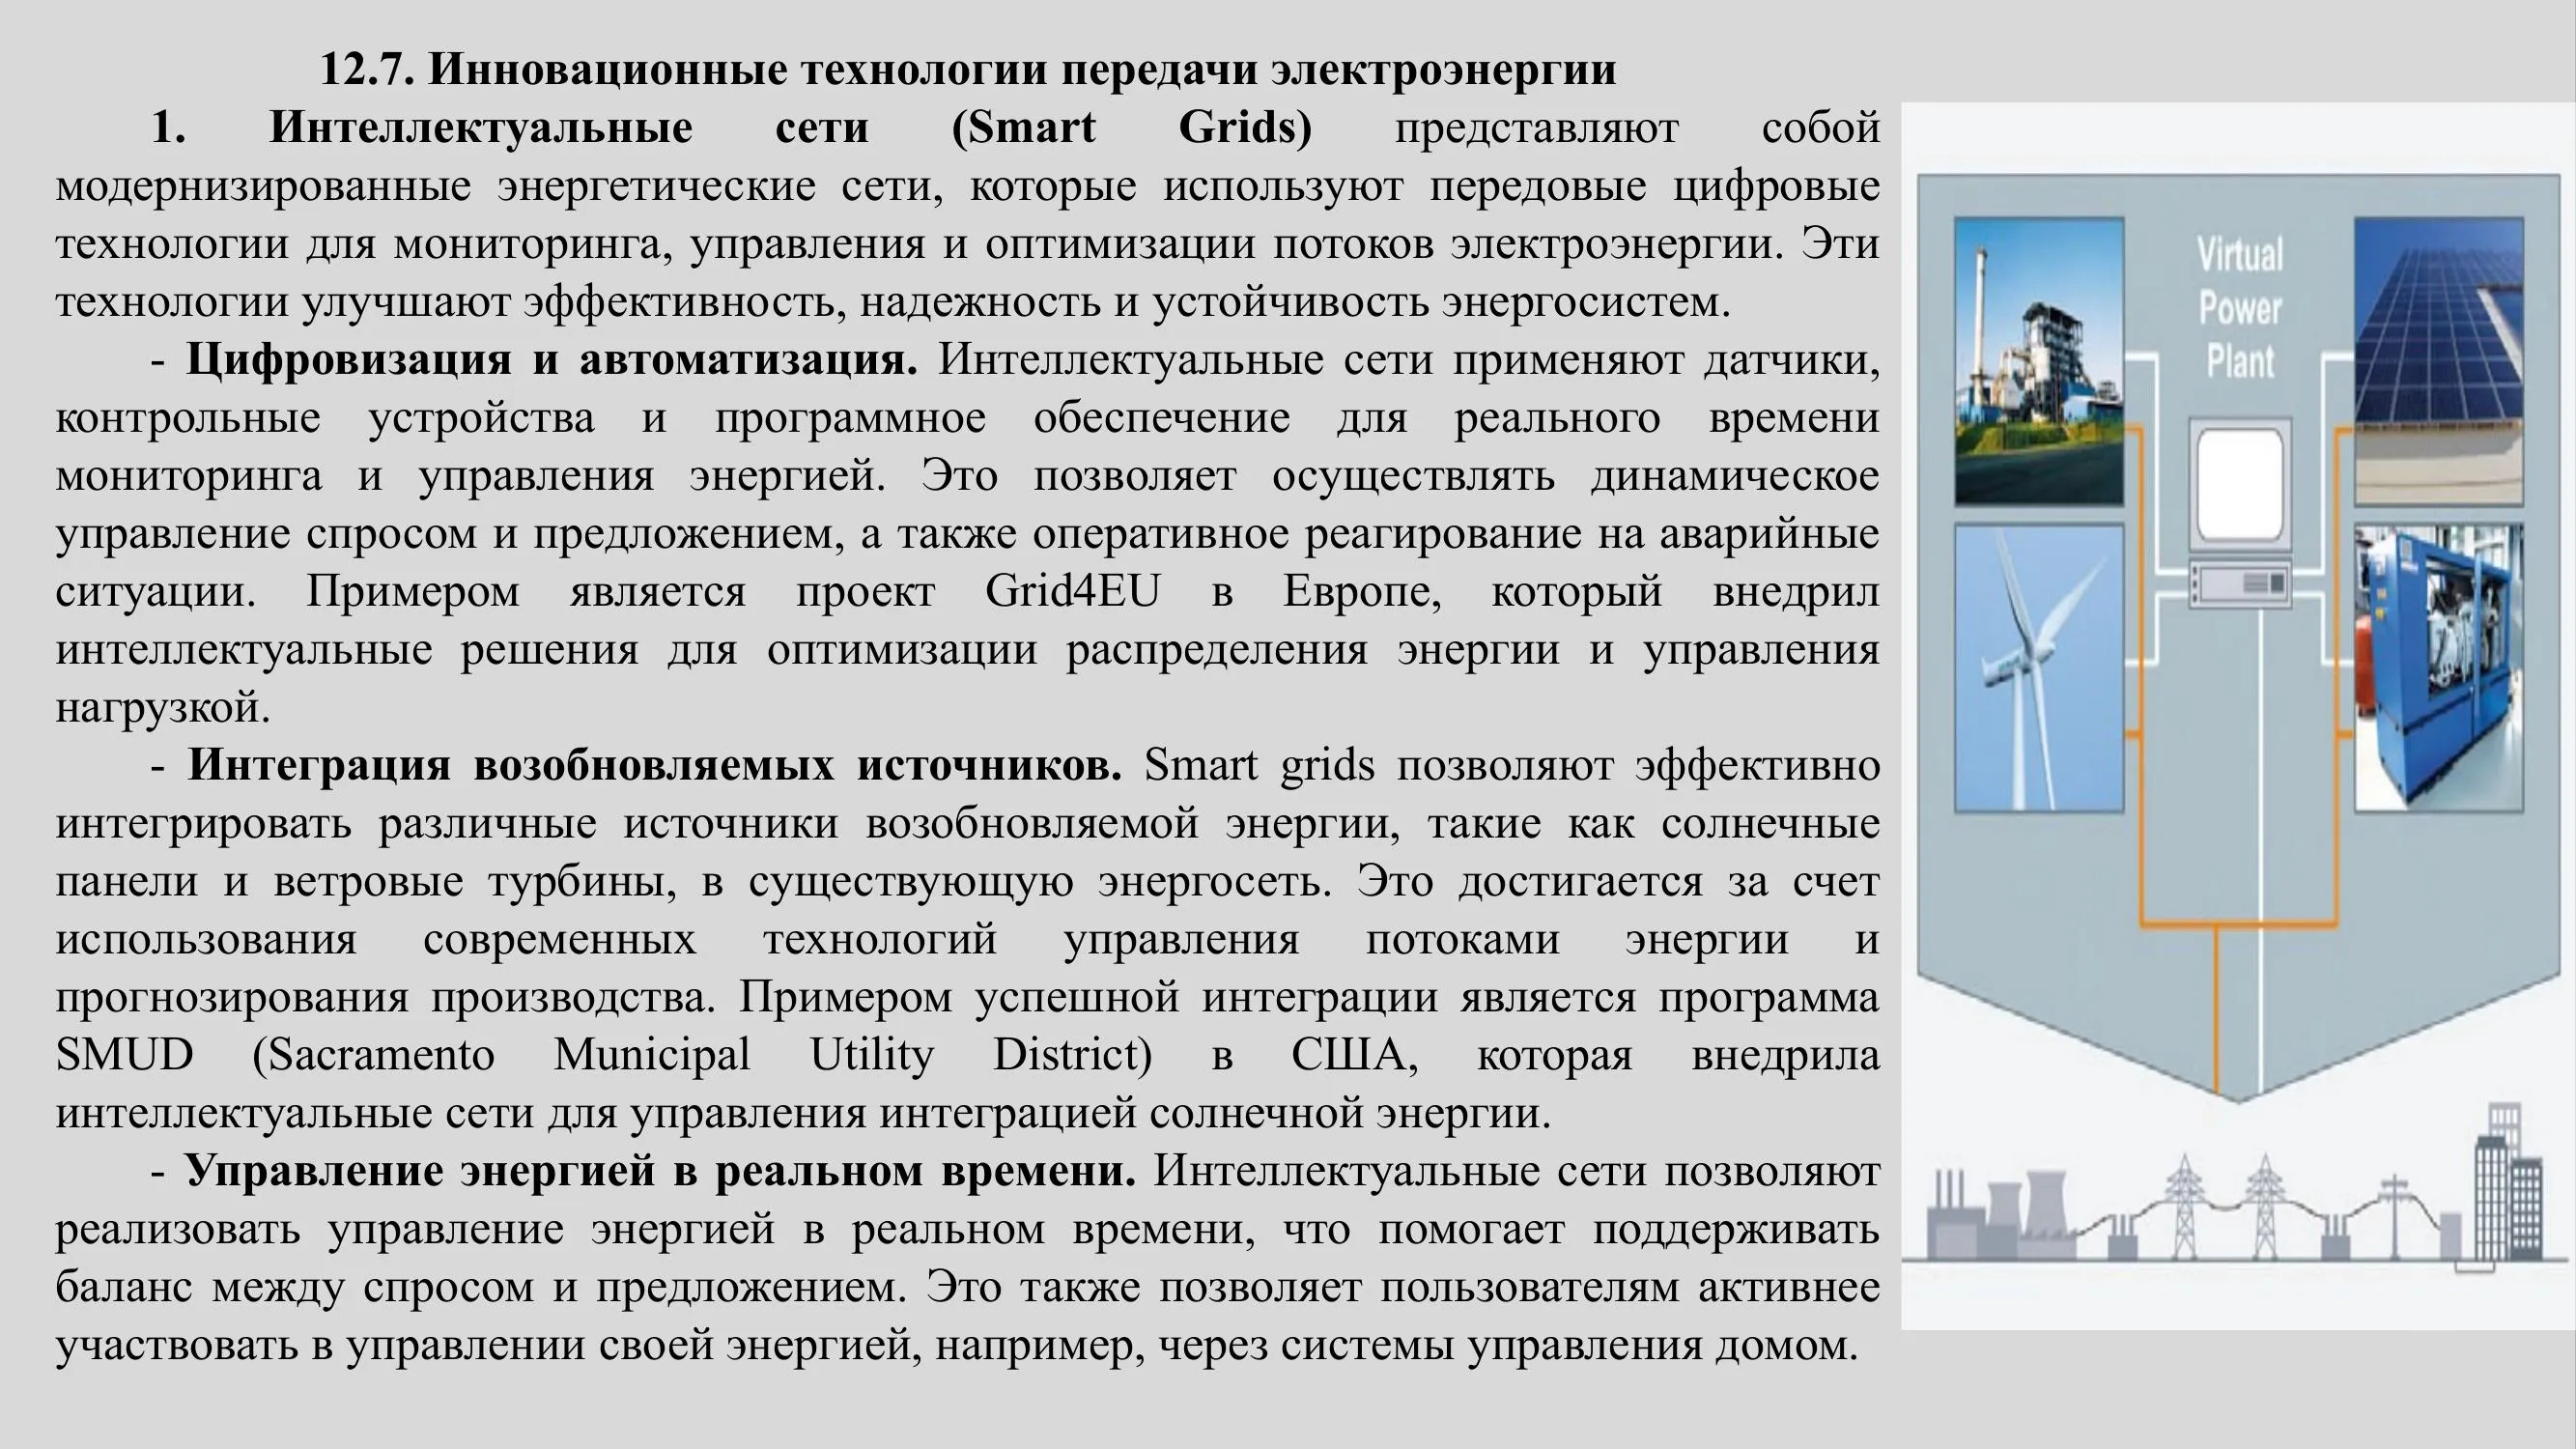 12.7. Инновационные технологии передачи электроэнергии
1. Интеллектуальные сети (Smart Grids) представляют собой
модернизированные энергетические сети, которые используют передовые цифровые
технологии для мониторинга, управления и оптимизации потоков электроэнергии. Эти
технологии улучшают эффективность, надежность и устойчивость энергосистем.
- Цифровизация и автоматизация. Интеллектуальные сети применяют датчики,
контрольные устройства и программное обеспечение для реального времени
мониторинга и управления энергией. Это позволяет осуществлять динамическое
управление спросом и предложением, а также оперативное реагирование на аварийные
ситуации. Примером является проект Grid4EU в Европе, который внедрил
интеллектуальные решения для оптимизации распределения энергии и управления
нагрузкой.
- Интеграция возобновляемых источников. Smart grids позволяют эффективно
интегрировать различные источники возобновляемой энергии, такие как солнечные
панели и ветровые турбины, в существующую энергосеть. Это достигается за счет
использования современных технологий управления потоками энергии и
прогнозирования производства. Примером успешной интеграции является программа
SMUD (Sacramento Municipal Utility District) в США, которая внедрила
интеллектуальные сети для управления интеграцией солнечной энергии.
- Управление энергией в реальном времени. Интеллектуальные сети позволяют
реализовать управление энергией в реальном времени, что помогает поддерживать
баланс между спросом и предложением. Это также позволяет пользователям активнее
участвовать в управлении своей энергией, например, через системы управления домом.
Virtual
Power
Plant